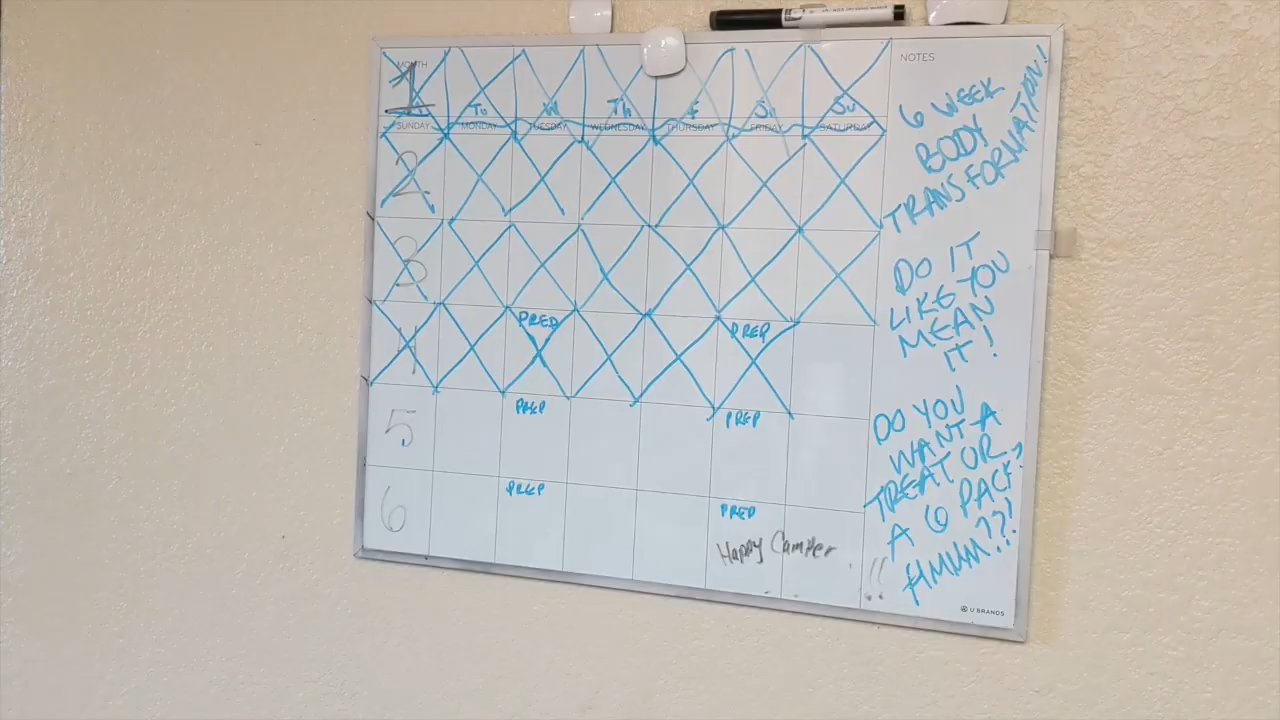 MONTH
NOTES
1
Tu W Th F Sa Su
SUNDAY MONDAY TUESDAY WEDNESDAY THURSDAY FRIDAY SATURDAY
2
3
4 PREP PREP
5 PREP PREP
6 PREP PREP
Happy Camper !!
6 WEEK
BODY
TRANSFORMATION!
DO IT
LIKE YOU
MEAN
IT!
DO YOU
WANT A
TREAT OR
A 6 PACK?
HMMM???!
U BRANDS